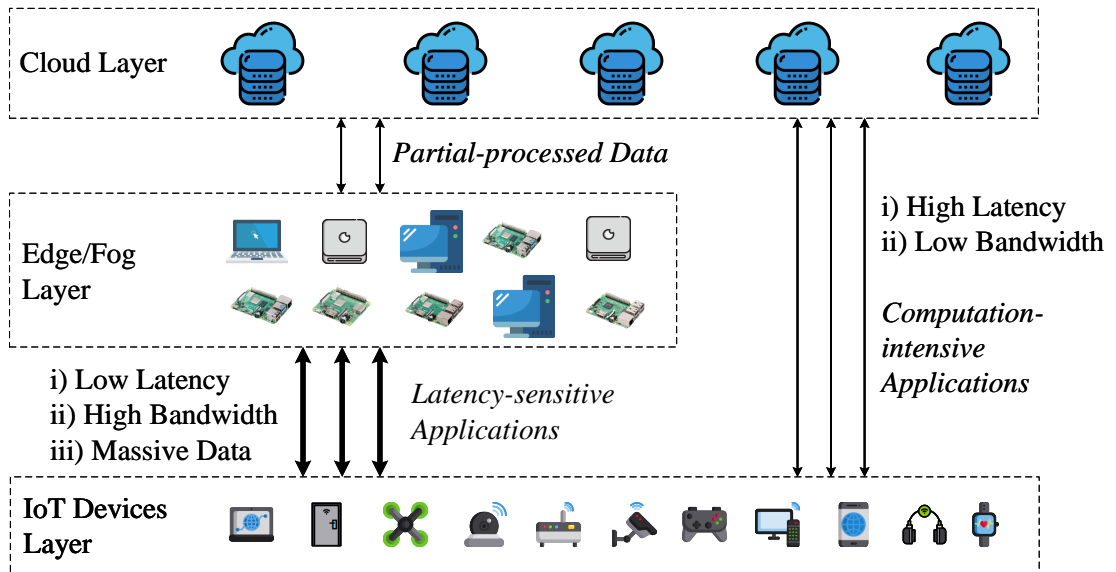 Cloud Layer
Partial-processed Data
i) High Latency
ii) Low Bandwidth
Edge/Fog
Layer
Computation-
intensive
Applications
i) Low Latency
ii) High Bandwidth
iii) Massive Data
Latency-sensitive
Applications
IoT Devices
Layer